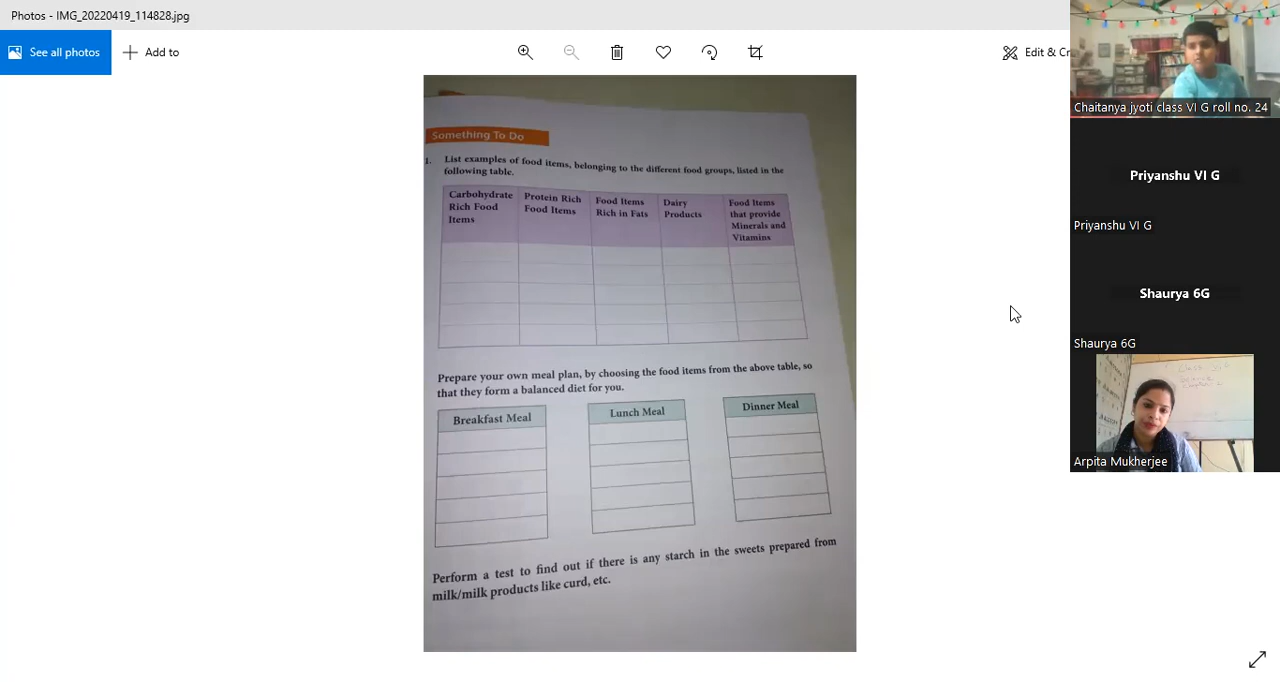 Photos - IMG_20220419_114828.jpg
See all photos
Add to
Edit & Cr
Something To Do
1. List examples of food items, belonging to the different food groups, listed in the
following table.
Carbohydrate
Rich Food
Items
Protein Rich
Food Items
Food Items
Rich in Fats
Dairy
Products
Food Items
that provide
Minerals and
Vitamins
Prepare your own meal plan, by choosing the food items from the above table, so
that they form a balanced diet for you.
Breakfast Meal
Lunch Meal
Dinner Meal
Perform a test to find out if there is any starch in the sweets prepared from
milk/milk products like curd, etc.
Chaitanya jyoti class VI G roll no. 24
Priyanshu VI G
Priyanshu VI G
Shaurya 6G
Shaurya 6G
Arpita Mukherjee